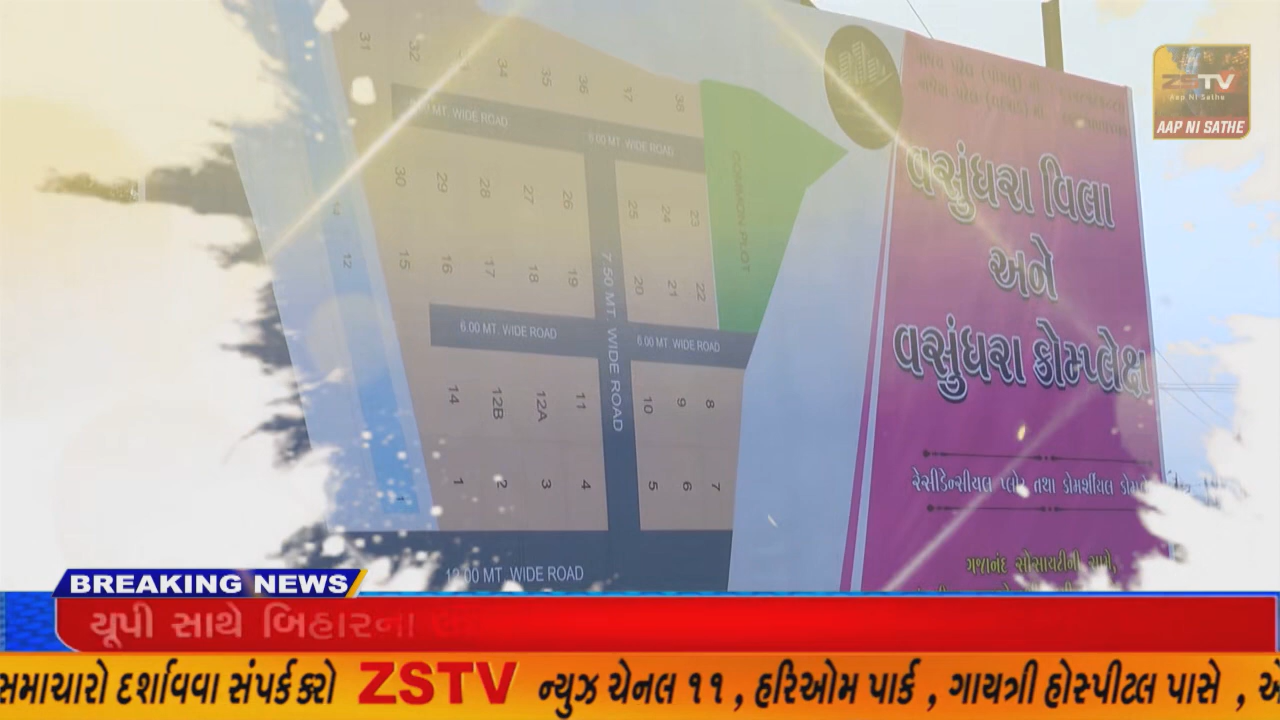 31 32 34 35 36 37 38
6.00 MT. WIDE ROAD
6.00 MT. WIDE ROAD
30 29 28 27 26 25 24 23
COMMON PLOT
12 15 16 17 18 19 20 21 22
7.50 MT. WIDE ROAD
6.00 MT. WIDE ROAD
6.00 MT. WIDE ROAD
14 12B 12A 11 10 9 8
1 2 3 4 5 6 7
12.00 MT. WIDE ROAD
વસુંધરા વિલા
અને
વસુંધરા કોમ્પ્લેક્ષ
રેસીડેન્સીયલ પ્લોટ તથા કોમર્શીયલ
ગજાનંદ સોસાયટીની સામે,
ZSTV
Aap Ni Sathe
AAP NI SATHE
BREAKING NEWS
યૂપી સાથે બિહારના
સમાચારો દર્શાવવા સંપર્ક કરો ZSTV ન્યુઝ ચેનલ ૧૧ , હરિઓમ પાર્ક , ગાયત્રી હોસ્પીટલ પાસે ,